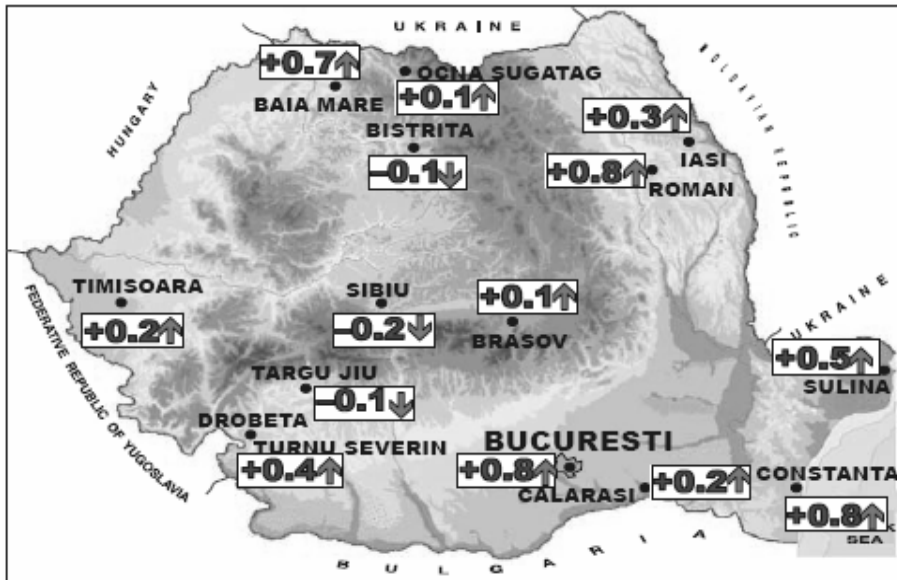 UKRAINE
+0.7↑
OCNA SUGATAG
BAIA MARE
+0.1↑
MOLDAVIAN REPUBLIC
HUNGARY
BISTRITA
+0.3↑
–0.1↓
IASI
+0.8↑
ROMAN
TIMISOARA
SIBIU
+0.1↑
UKRAINE
+0.2↑
–0.2↓
BRASOV
FEDERATIVE REPUBLIC OF YUGOSLAVIA
+0.5↑
SULINA
TARGU JIU
–0.1↓
DROBETA
TURNU SEVERIN
BUCURESTI
+0.4↑
+0.8↑
CALARASI
+0.2↑
CONSTANTA
+0.8↑
SEA
BULGARIA